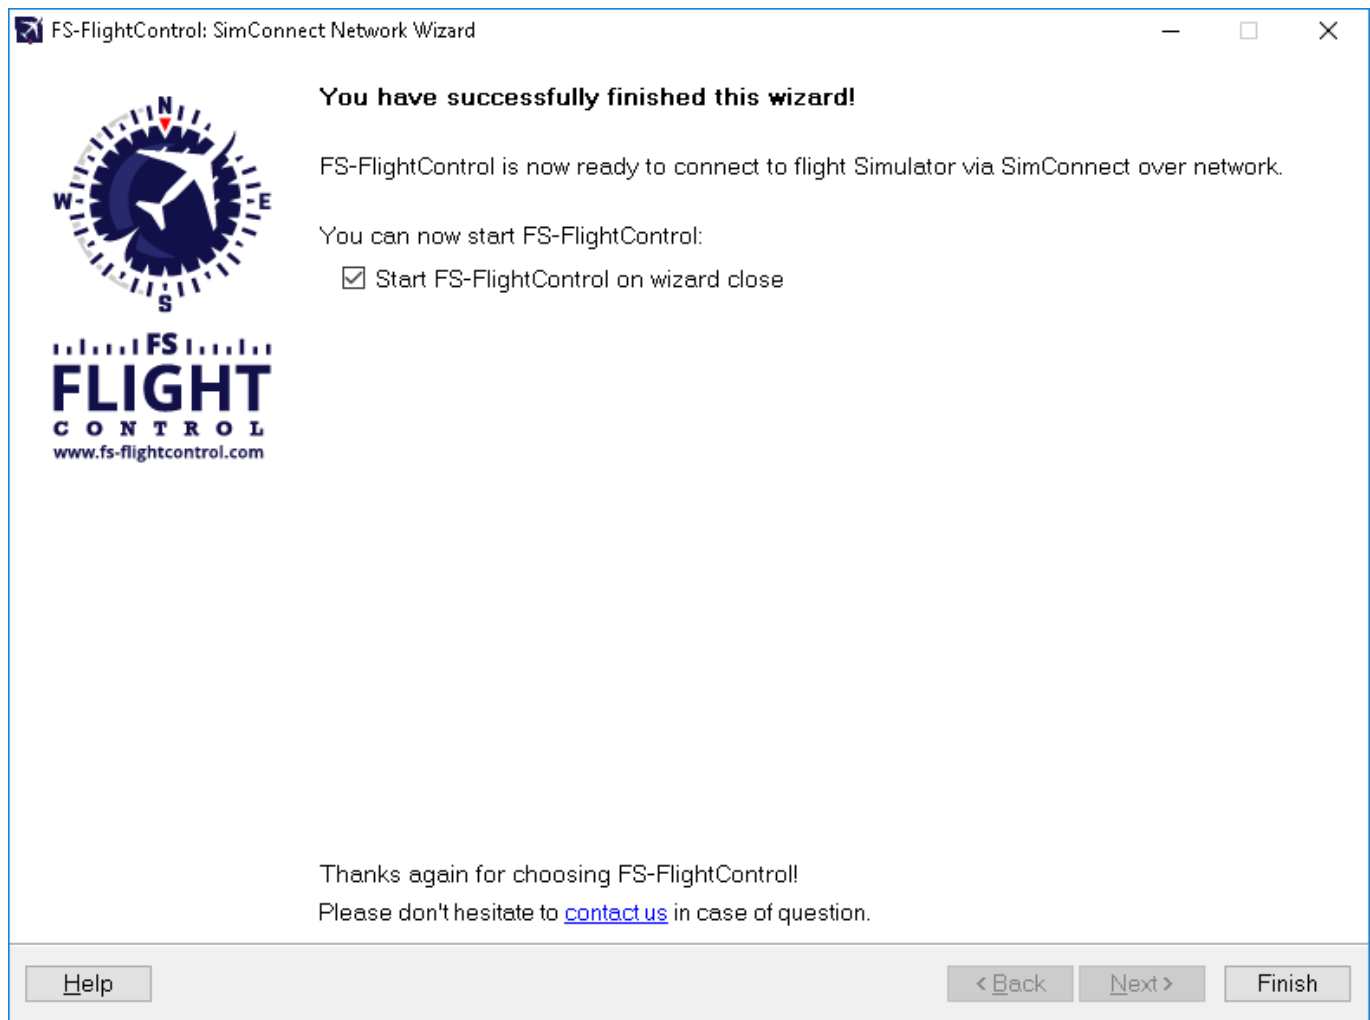 FS-FlightControl: SimConnect Network Wizard
N
W
E
S
FS
FLIGHT
CONTROL
www.fs-flightcontrol.com
You have successfully finished this wizard!
FS-FlightControl is now ready to connect to flight Simulator via SimConnect over network.
You can now start FS-FlightControl:
Start FS-FlightControl on wizard close
Thanks again for choosing FS-FlightControl!
Please don't hesitate to contact us in case of question.
Help
< Back
Next >
Finish